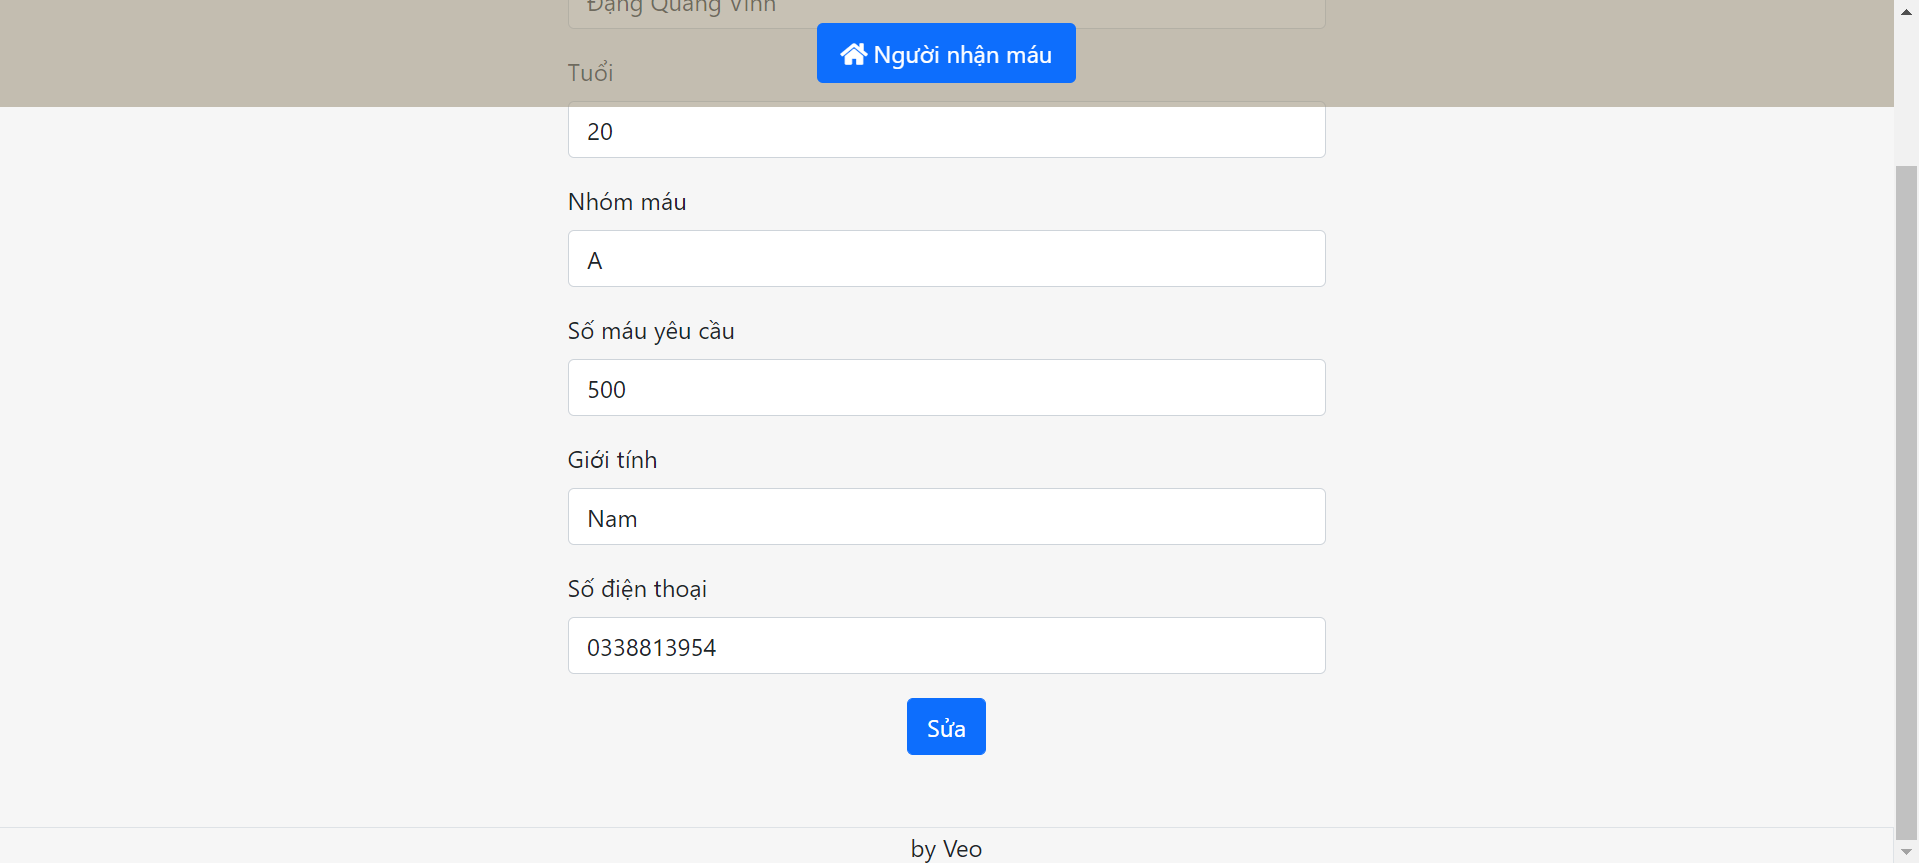 Đặng Quang Vinh
Người nhận máu
Tuổi
20
Nhóm máu
A
Số máu yêu cầu
500
Giới tính
Nam
Số điện thoại
0338813954
Sửa
by Veo